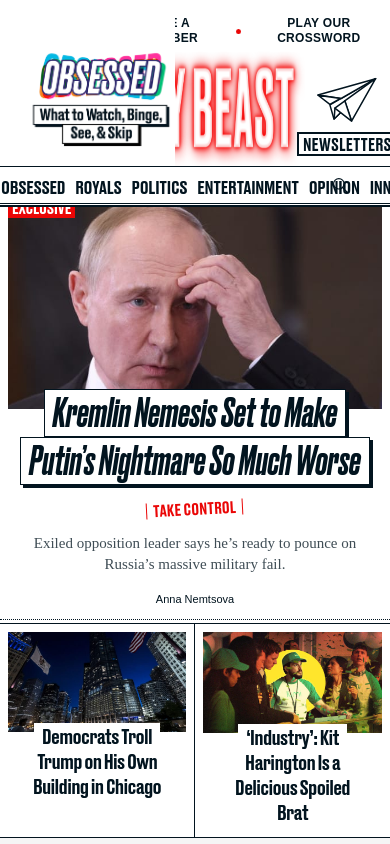 E A
BER
PLAY OUR
CROSSWORD
OBSESSED
What to Watch, Binge,
See, & Skip
Y BEAST
NEWSLETTERS
OBSESSED ROYALS POLITICS ENTERTAINMENT OPINION INN
EXCLUSIVE
Kremlin Nemesis Set to Make
Putin’s Nightmare So Much Worse
TAKE CONTROL
Exiled opposition leader says he’s ready to pounce on
Russia’s massive military fail.
Anna Nemtsova
Democrats Troll
Trump on His Own
Building in Chicago
‘Industry’: Kit
Harington Is a
Delicious Spoiled
Brat